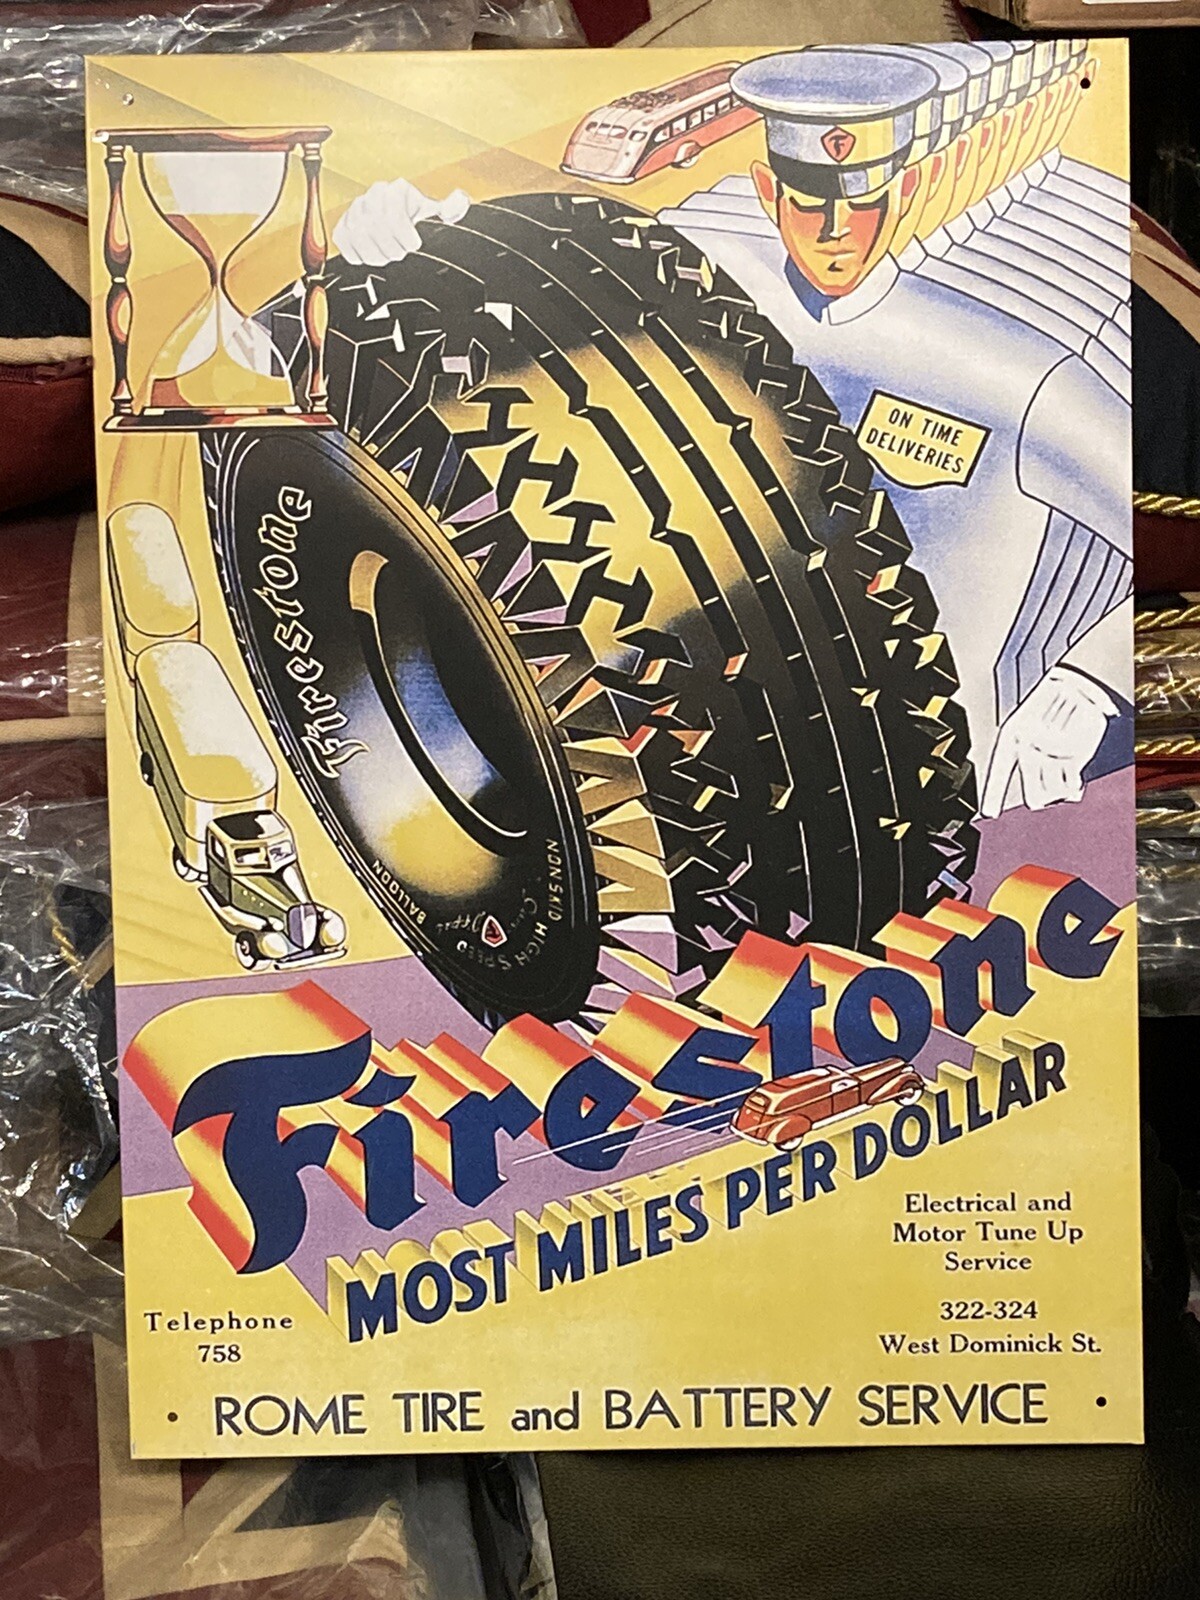 F
ON TIME
DELIVERIES
Firestone
BALLOON
HIGH SPEED
NON SKID
Firestone
MOST MILES PER DOLLAR
Electrical and
Motor Tune Up
Service
322-324
West Dominick St.
Telephone
758
• ROME TIRE and BATTERY SERVICE •